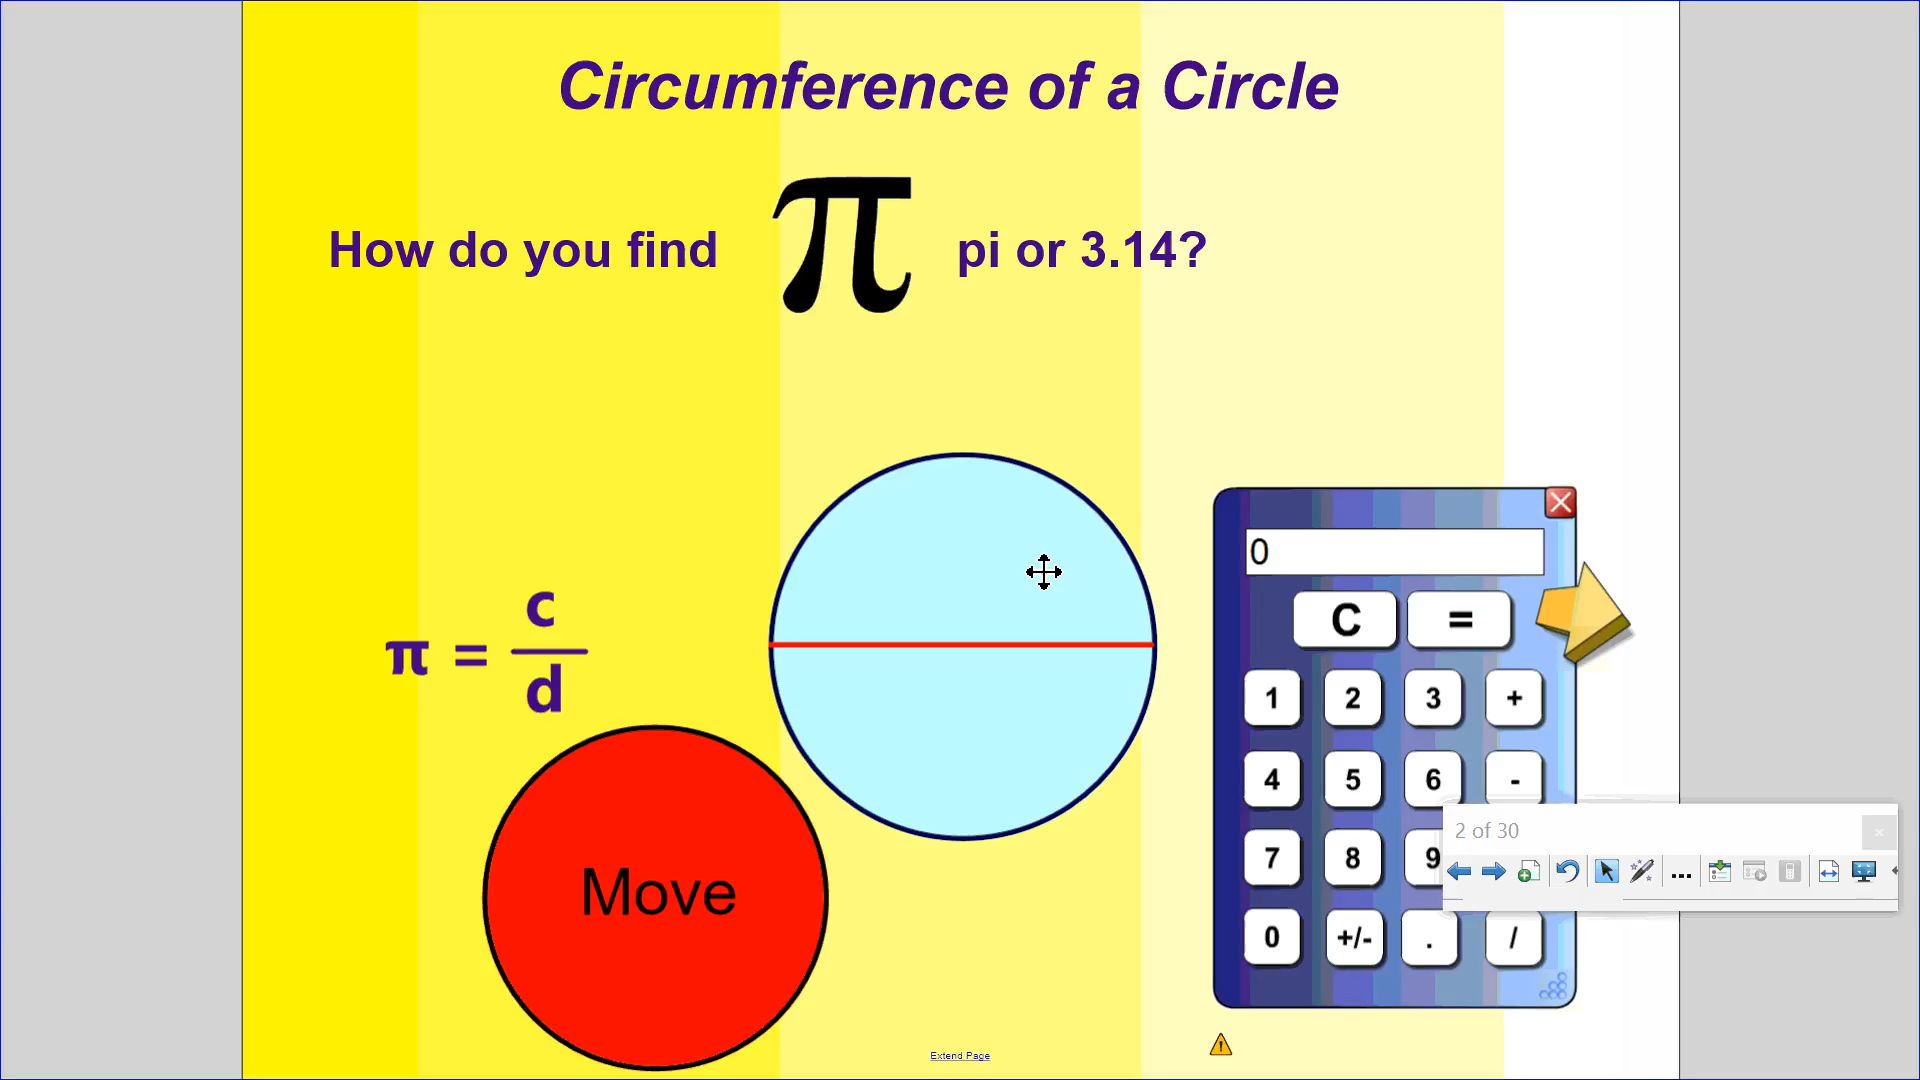 Circumference of a Circle
How do you find π pi or 3.14?
π = c
d
Move
0
C =
1 2 3 +
4 5 6 -
7 8 9
0 +/- . /
2 of 30
...
Extend Page